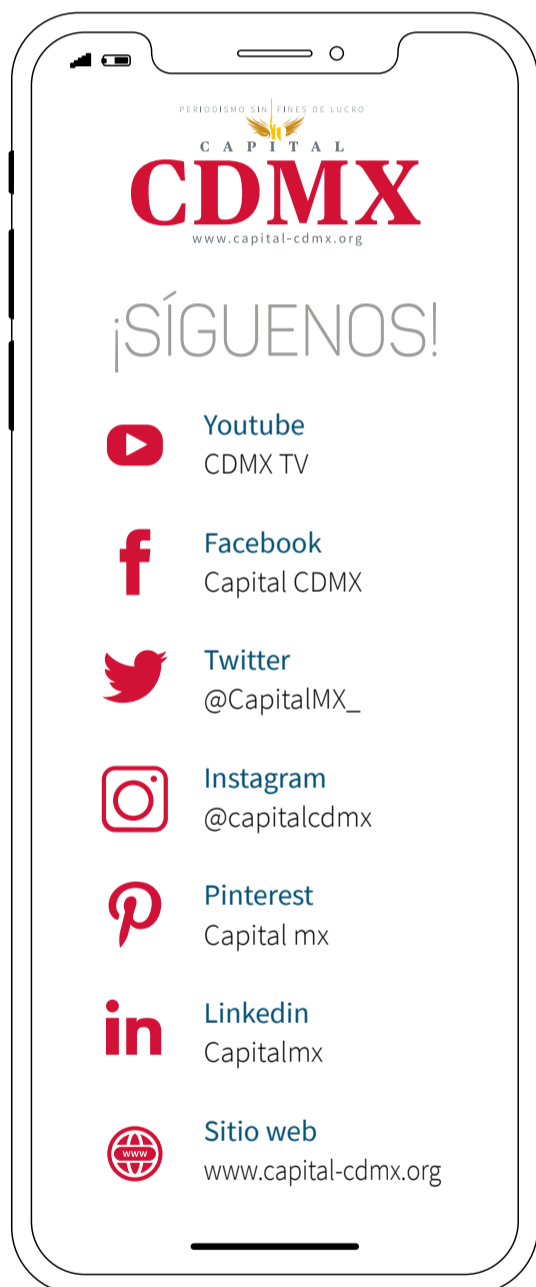 PERIODISMO SIN FINES DE LUCRO
CAPITAL
CDMX
www.capital-cdmx.org
¡SÍGUENOS!
Youtube
CDMX TV
Facebook
Capital CDMX
Twitter
@CapitalMX_
Instagram
@capitalcdmx
Pinterest
Capital mx
Linkedin
Capitalmx
www
Sitio web
www.capital-cdmx.org